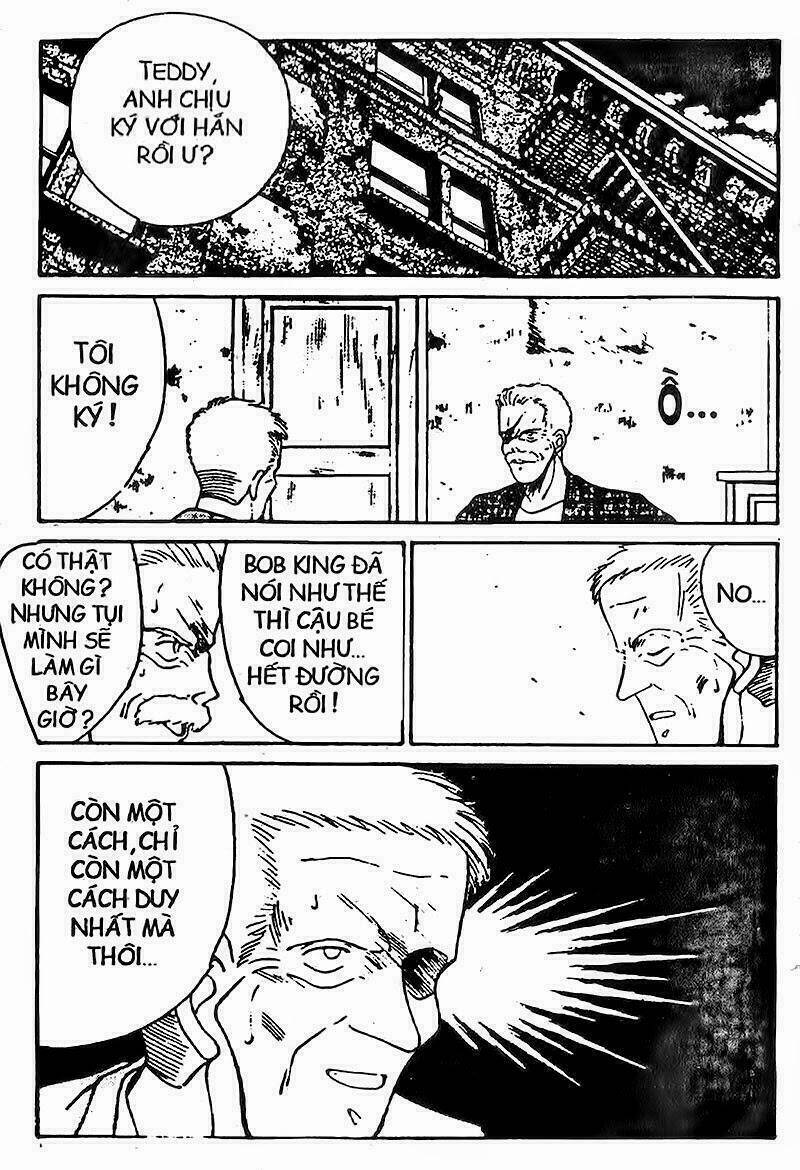 TEDDY,
ANH CHỊU
KÝ VỚI HẮN
RỒI Ư?
TÔI
KHÔNG
KÝ!
Ồ...
CÓ THẬT
KHÔNG?
NHƯNG TỤI
MÌNH SẼ
LÀM GÌ
BÂY
GIỜ?
BOB KING ĐÃ
NÓI NHƯ THẾ
THÌ CẬU BÉ
COI NHƯ...
HẾT ĐƯỜNG
RỒI!
NO...
CÒN MỘT
CÁCH, CHỈ
CÒN MỘT
CÁCH DUY
NHẤT MÀ
THÔI...